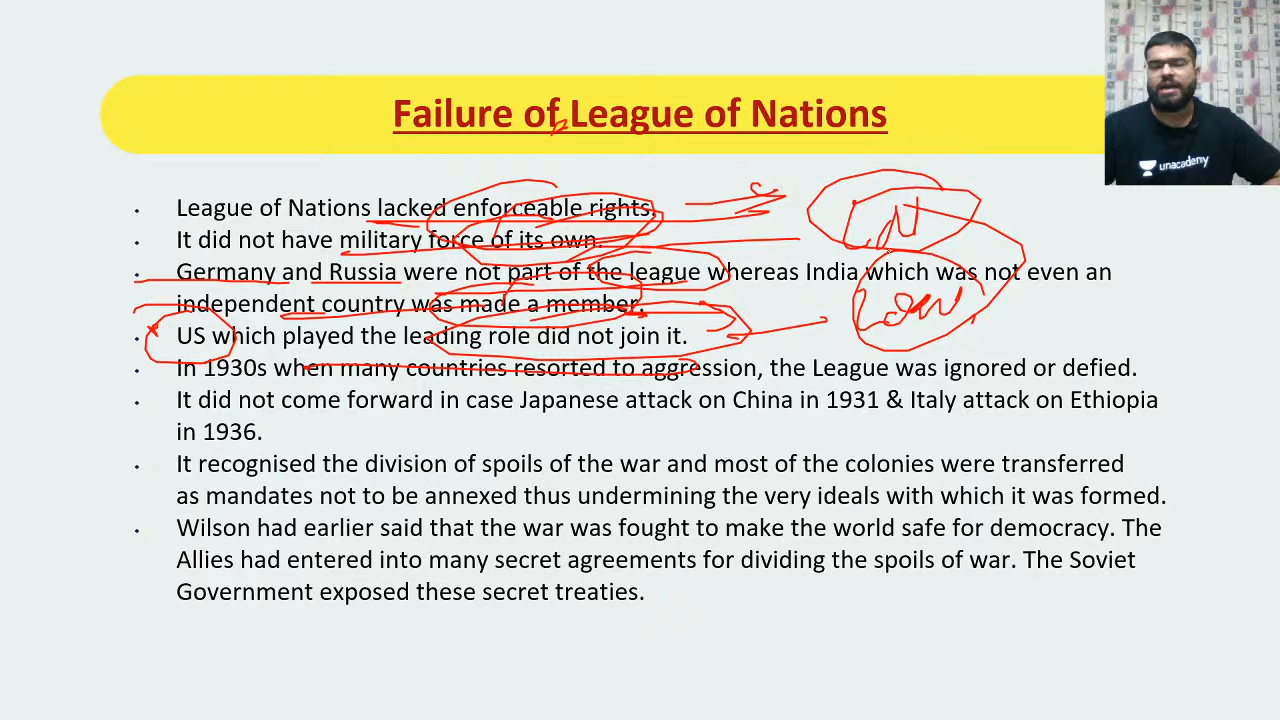 Failure of League of Nations
unacademy
• League of Nations lacked enforceable rights.
• It did not have military force of its own.
• Germany and Russia were not part of the league whereas India which was not even an
independent country was made a member.
• US which played the leading role did not join it.
• In 1930s when many countries resorted to aggression, the League was ignored or defied.
• It did not come forward in case Japanese attack on China in 1931 & Italy attack on Ethiopia
in 1936.
• It recognised the division of spoils of the war and most of the colonies were transferred
as mandates not to be annexed thus undermining the very ideals with which it was formed.
• Wilson had earlier said that the war was fought to make the world safe for democracy. The
Allies had entered into many secret agreements for dividing the spoils of war. The Soviet
Government exposed these secret treaties.